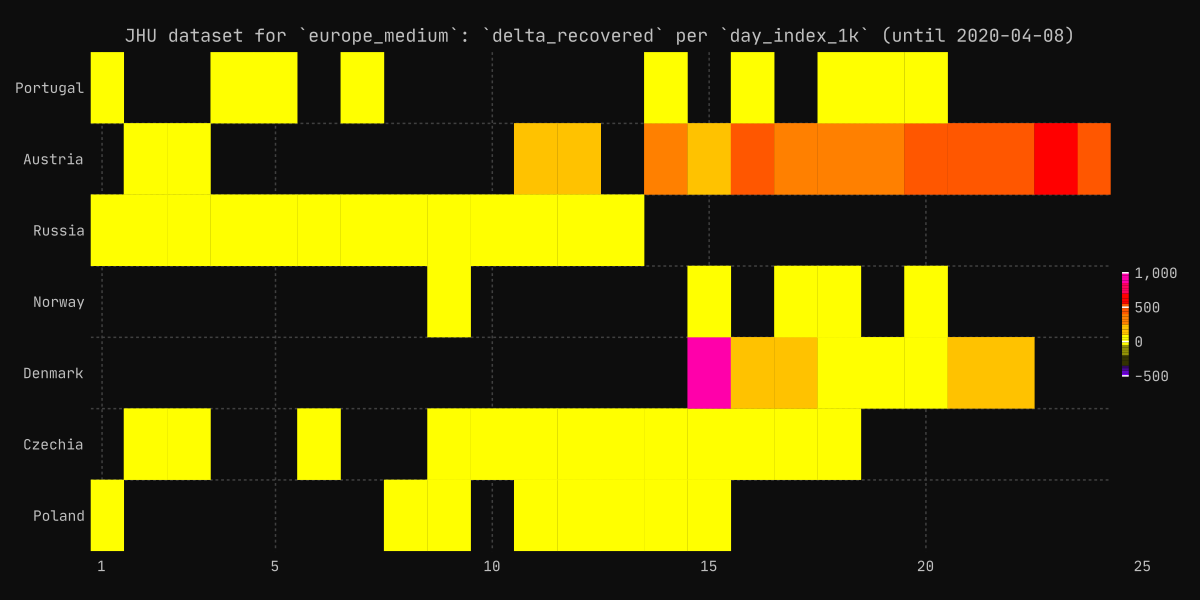 JHU dataset for `europe_medium`: `delta_recovered` per `day_index_1k` (until 2020-04-08)
Portugal
Austria
Russia
Norway
Denmark
Czechia
Poland
1,000
500
0
-500
1 5 10 15 20 25